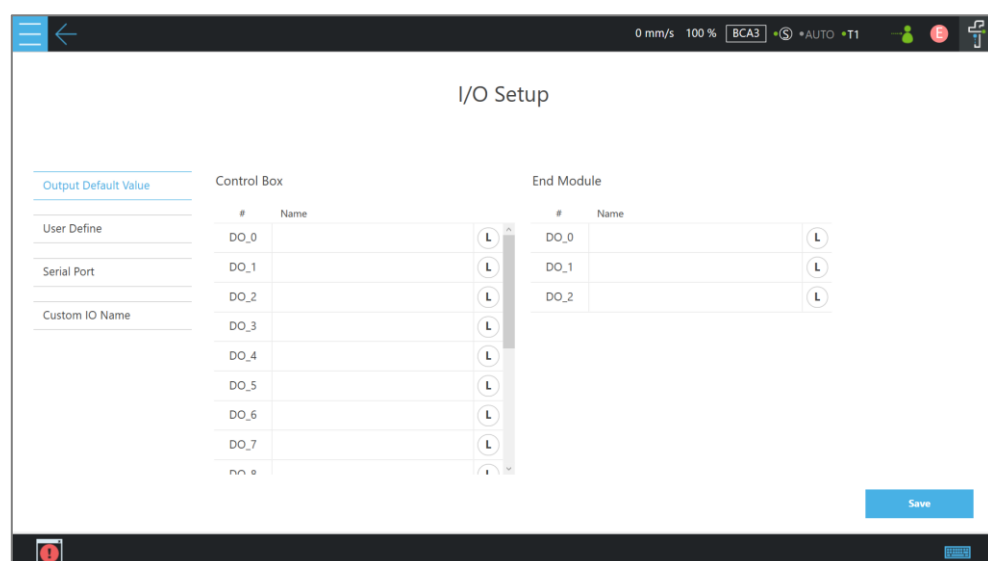 0 mm/s 100 % BCA3 S AUTO T1 E
I/O Setup
Output Default Value
User Define
Serial Port
Custom IO Name
Control Box
# Name
DO_0 L
DO_1 L
DO_2 L
DO_3 L
DO_4 L
DO_5 L
DO_6 L
DO_7 L
DO_8 L
End Module
# Name
DO_0 L
DO_1 L
DO_2 L
Save